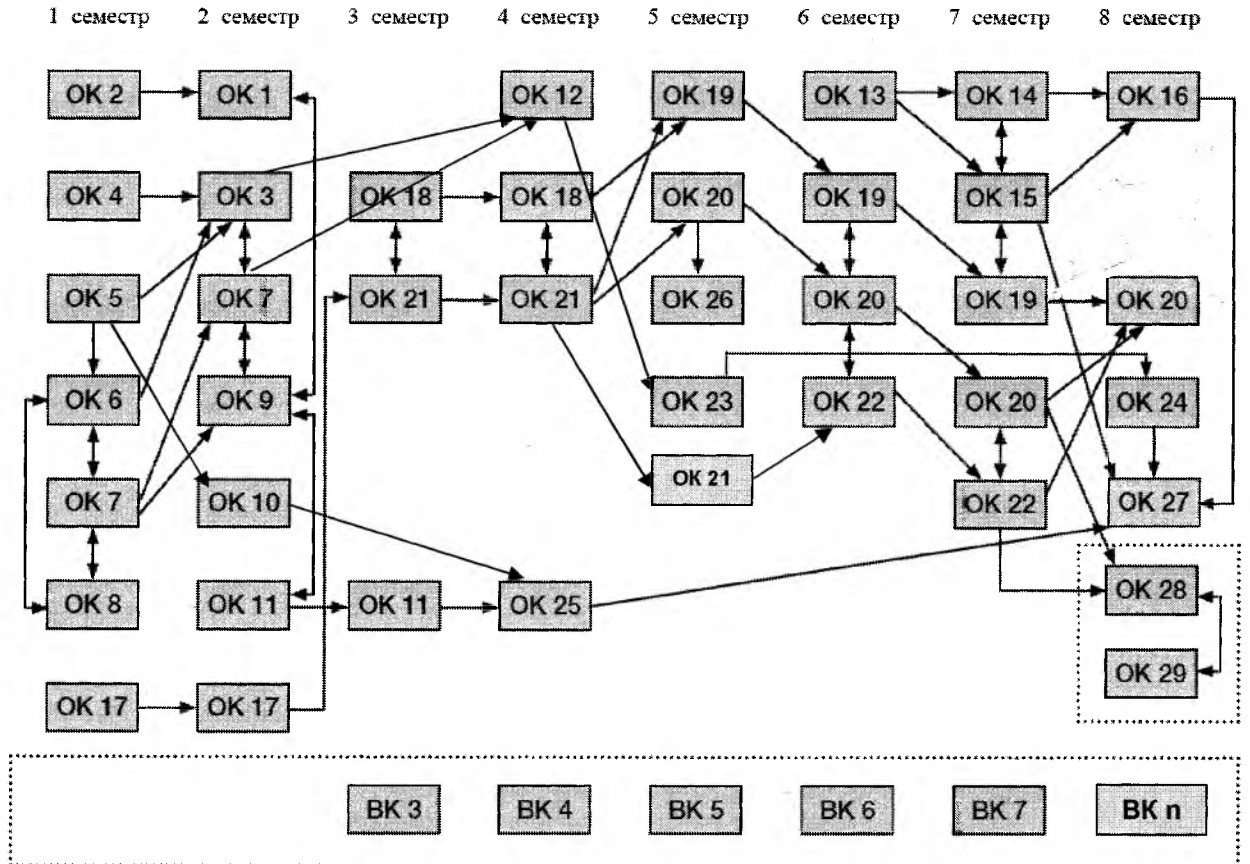 1 семестр 2 семестр 3 семестр 4 семестр 5 семестр 6 семестр 7 семестр 8 семестр
ОК 2 ОК 1 ОК 12 ОК 19 ОК 13 ОК 14 ОК 16
ОК 4 ОК 3 ОК 18 ОК 18 ОК 20 ОК 19 ОК 15
ОК 5 ОК 7 ОК 21 ОК 21 ОК 26 ОК 20 ОК 19 ОК 20
ОК 6 ОК 9 ОК 23 ОК 22 ОК 20 ОК 24
ОК 7 ОК 10 ОК 21 ОК 22 ОК 27
ОК 8 ОК 11 ОК 11 ОК 25 ОК 28
ОК 17 ОК 17 ОК 29
ВК 3 ВК 4 ВК 5 ВК 6 ВК 7 ВК n